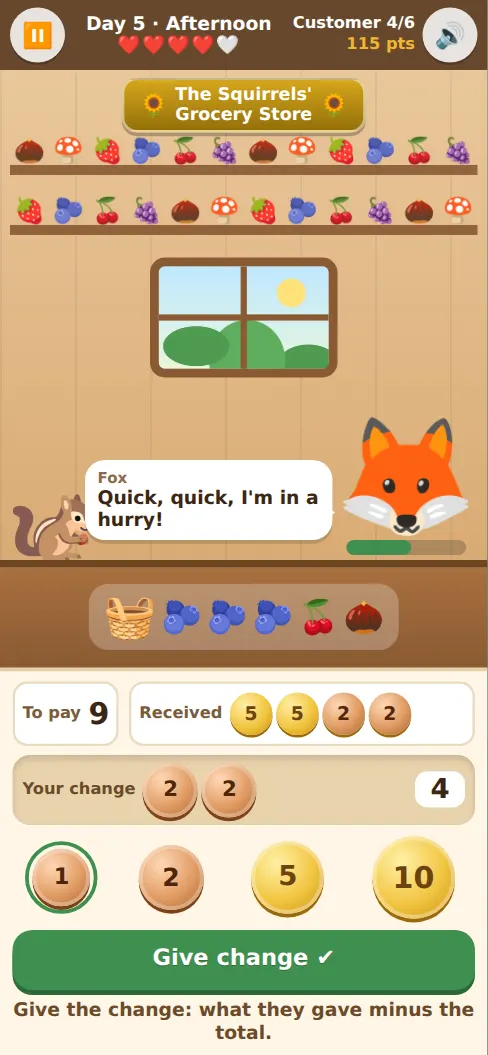 Day 5 · Afternoon
Customer 4/6
115 pts
The Squirrels'
Grocery Store
Fox
Quick, quick, I'm in a
hurry!
To pay 9
Received 5 5 2 2
Your change 2 2 4
1 2 5 10
Give change ✔
Give the change: what they gave minus the
total.